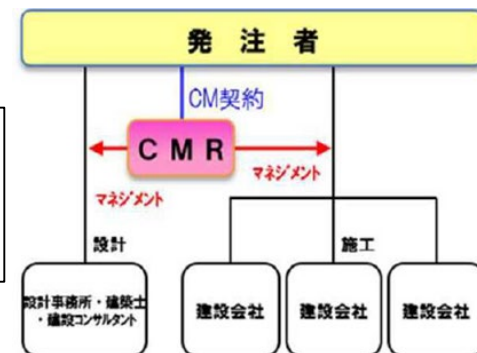 発 注 者
CM契約
C M R
マネジメント
マネジメント
設計
施工
設計事務所・建築士
・建設コンサルタント
建設会社
建設会社
建設会社